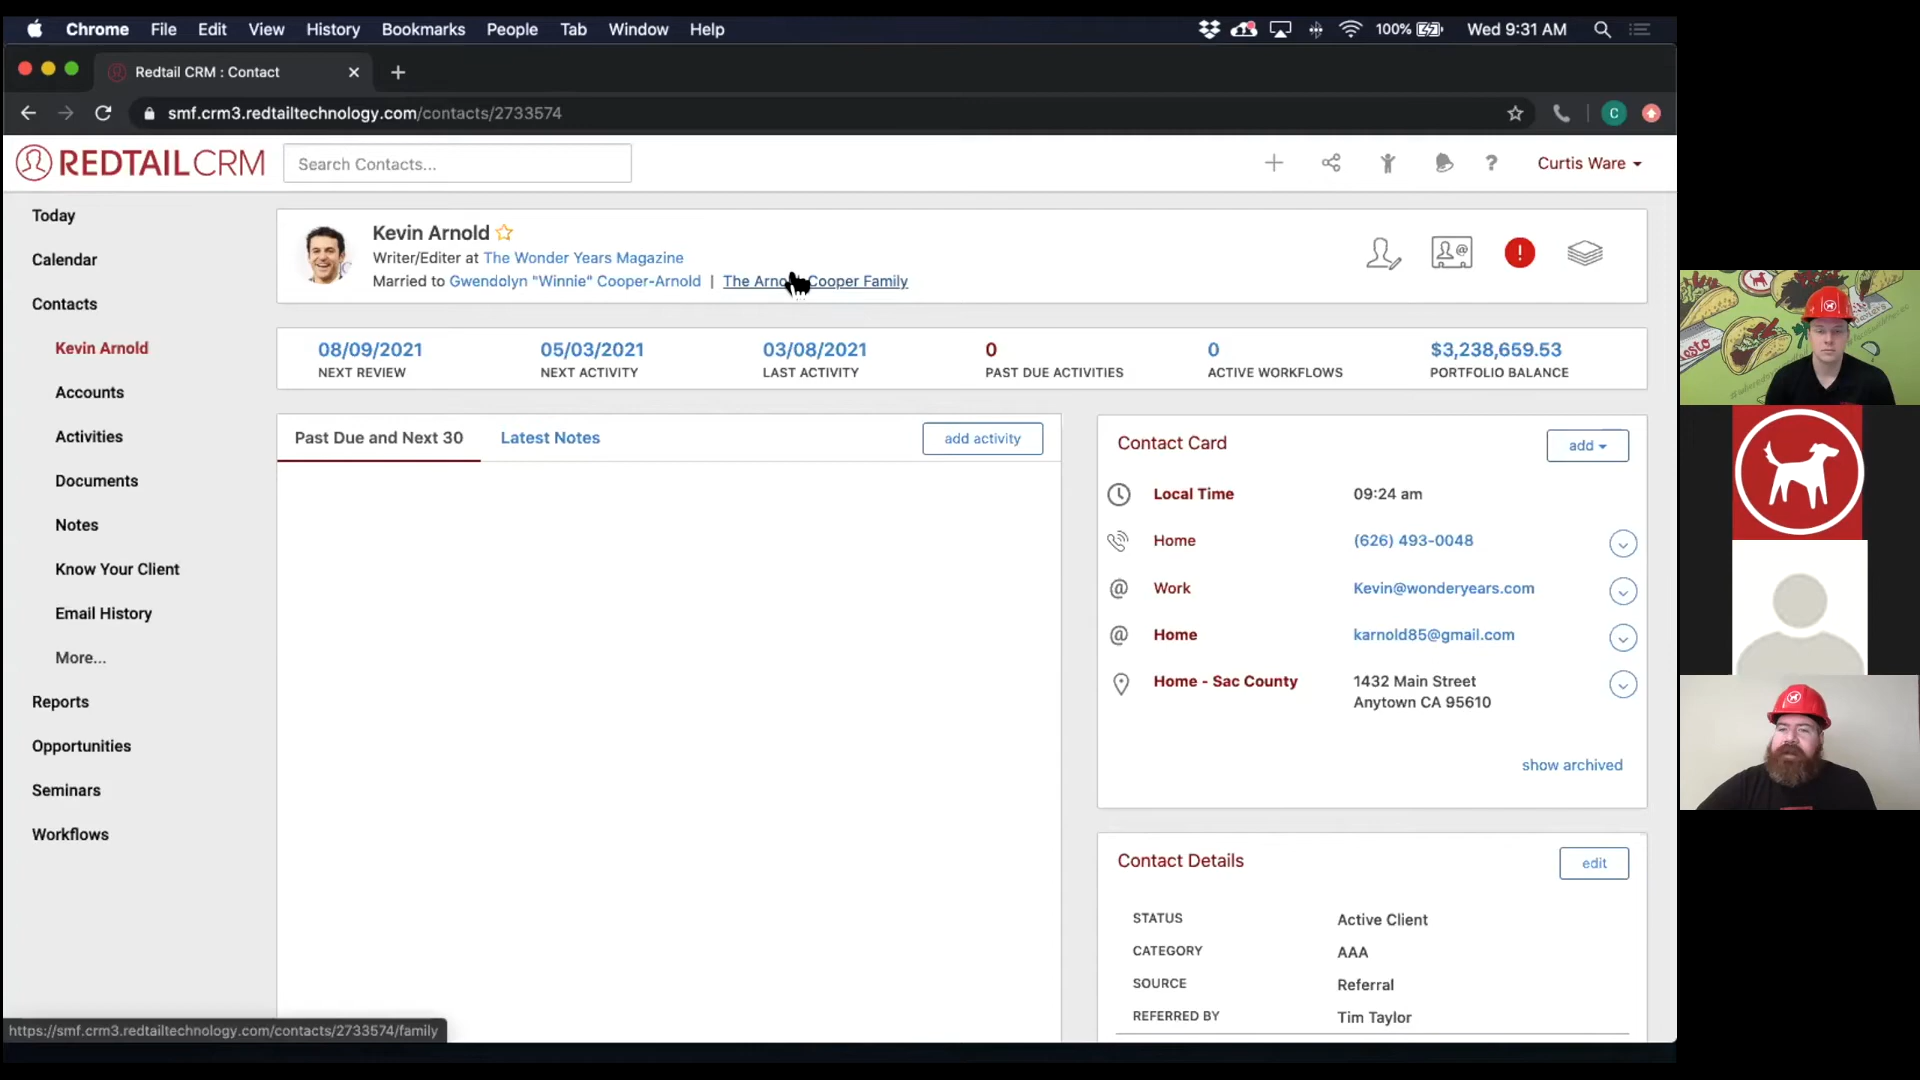 Chrome File Edit View History Bookmarks People Tab Window Help
100% Wed 9:31 AM
Redtail CRM : Contact
smf.crm3.redtailtechnology.com/contacts/2733574
C
REDTAILCRM
Search Contacts...
? Curtis Ware
Today
Calendar
Contacts
Kevin Arnold
Accounts
Activities
Documents
Notes
Know Your Client
Email History
More...
Reports
Opportunities
Seminars
Workflows
Kevin Arnold
Writer/Editer at The Wonder Years Magazine
Married to Gwendolyn "Winnie" Cooper-Arnold | The Arno Cooper Family
08/09/2021
NEXT REVIEW
05/03/2021
NEXT ACTIVITY
03/08/2021
LAST ACTIVITY
0
PAST DUE ACTIVITIES
0
ACTIVE WORKFLOWS
$3,238,659.53
PORTFOLIO BALANCE
Past Due and Next 30
Latest Notes
add activity
Contact Card
add
Local Time 09:24 am
Home (626) 493-0048
Work Kevin@wonderyears.com
Home karnold85@gmail.com
Home - Sac County 1432 Main Street
Anytown CA 95610
show archived
Contact Details
edit
STATUS Active Client
CATEGORY AAA
SOURCE Referral
REFERRED BY Tim Taylor
https://smf.crm3.redtailtechnology.com/contacts/2733574/family